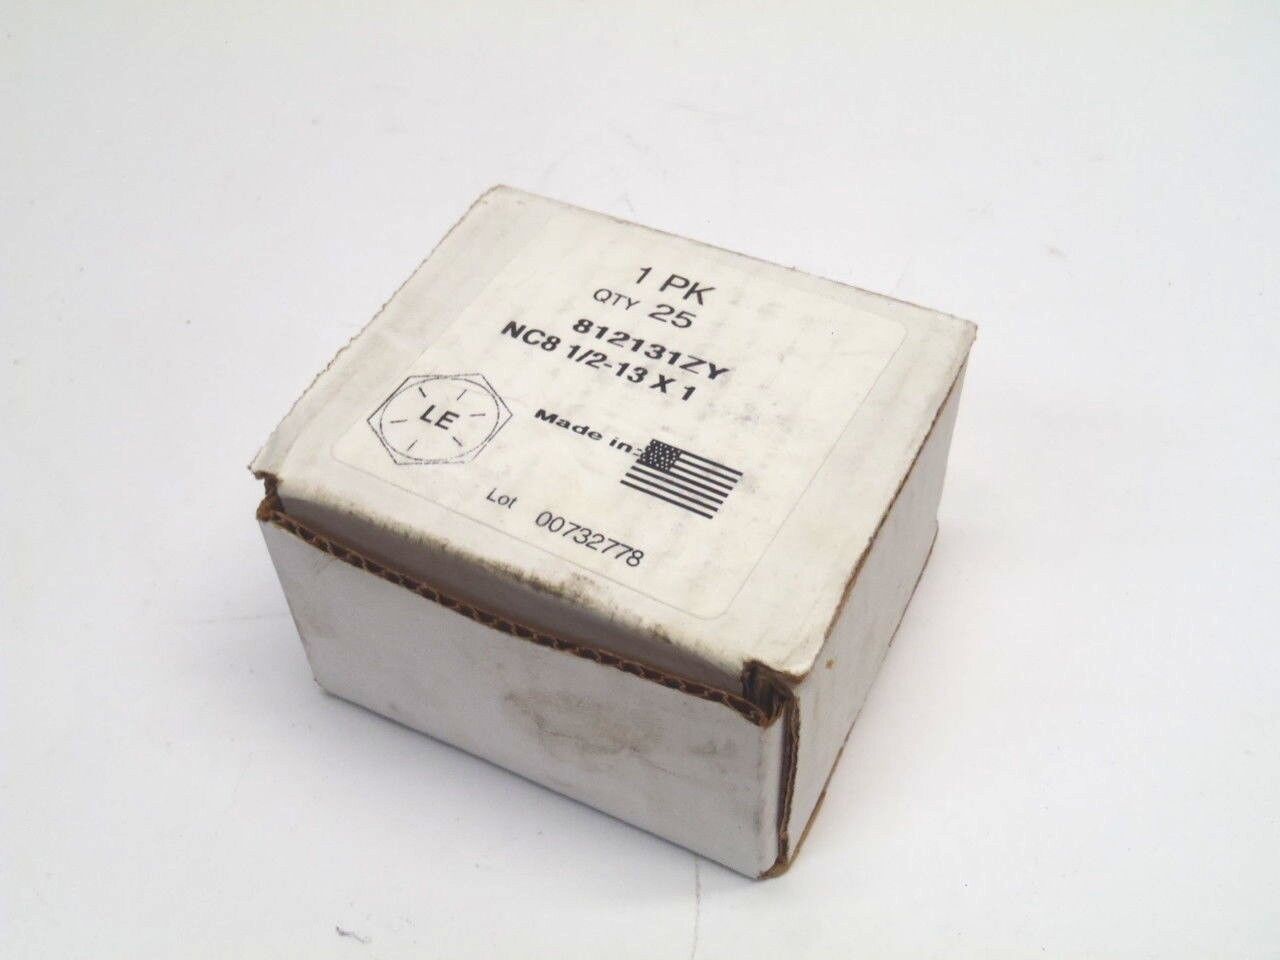 1 PK
QTY 25
812131ZY
NC8 1/2-13 X 1
LE
Made in:
Lot 00732778